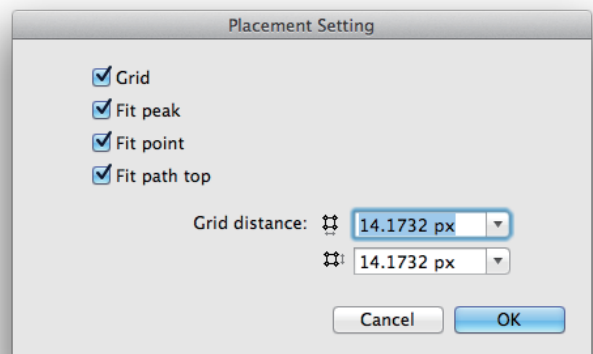 Placement Setting
Grid
Fit peak
Fit point
Fit path top
Grid distance: 14.1732 px
14.1732 px
Cancel OK